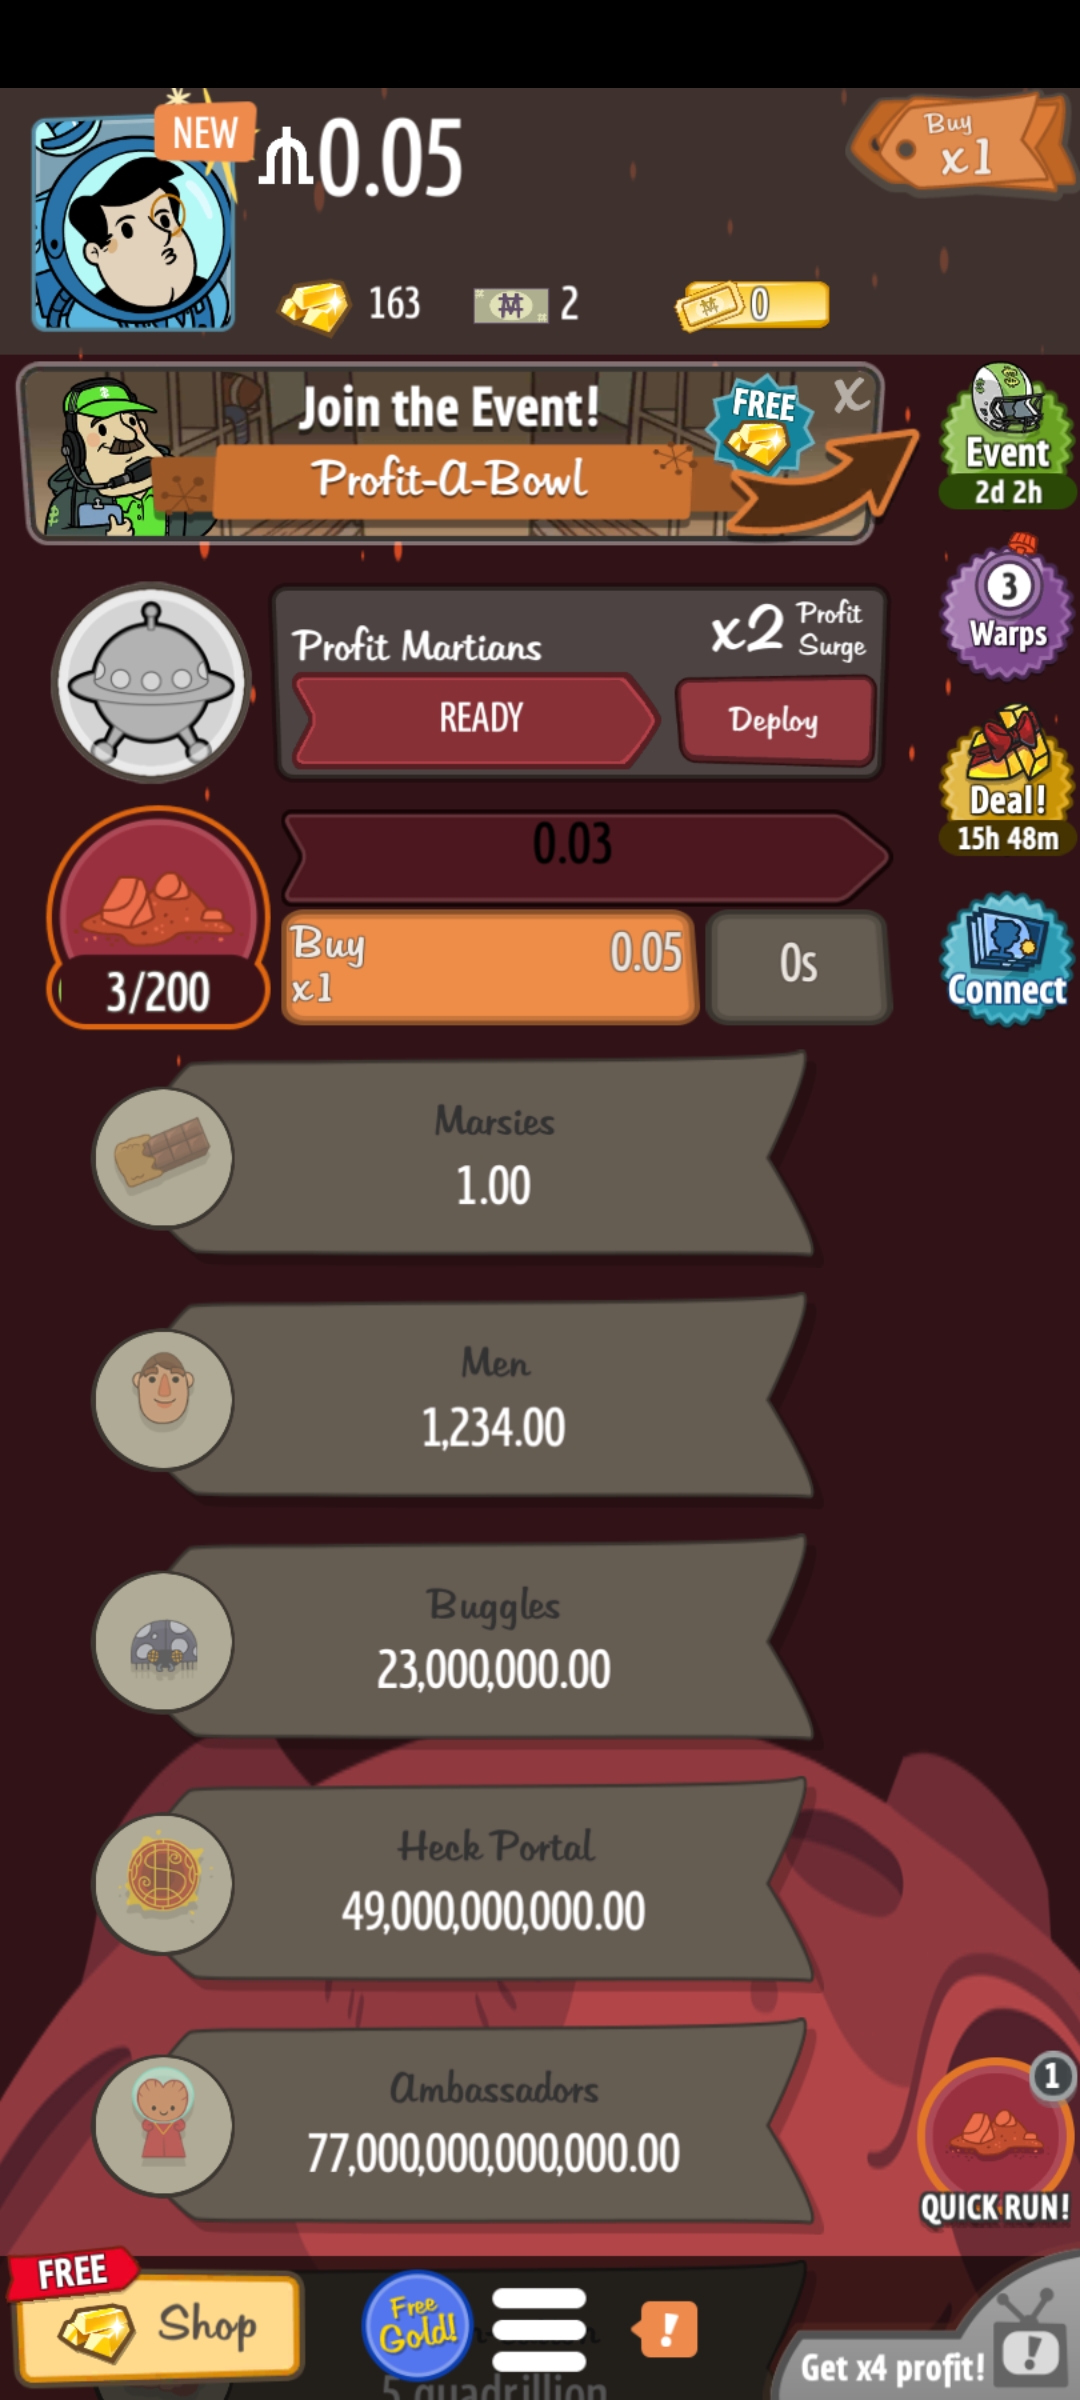 NEW
0.05
Buy
x1
163
2
0
Join the Event!
Profit-A-Bowl
FREE
X
Event
2d 2h
3
Warps
Profit Martians
x2 Profit
Surge
READY
Deploy
Deal!
15h 48m
0.03
3/200
Buy
x1
0.05
0s
Connect
Marsies
1.00
Men
1,234.00
Buggles
23,000,000.00
Heck Portal
49,000,000,000.00
Ambassadors
77,000,000,000,000.00
1
QUICK RUN!
FREE
Shop
Free
Gold!
!
Get x4 profit!
!
5 quadrillion